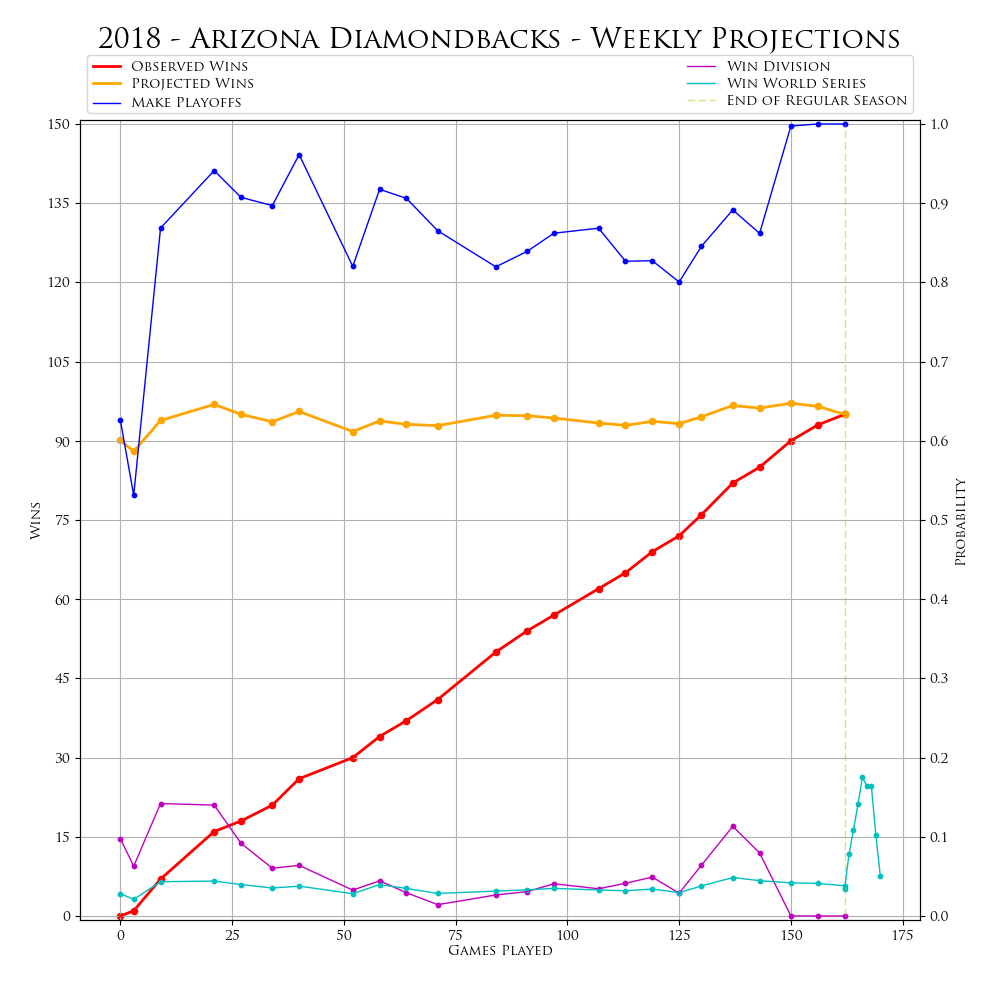 2018 - Arizona Diamondbacks - Weekly Projections
Observed Wins
Projected Wins
Make Playoffs
Win Division
Win World Series
End of Regular Season
150
135
120
105
90
75
60
45
30
15
0
Wins
1.0
0.9
0.8
0.7
0.6
0.5
0.4
0.3
0.2
0.1
0.0
Probability
0 25 50 75 100 125 150 175
Games Played